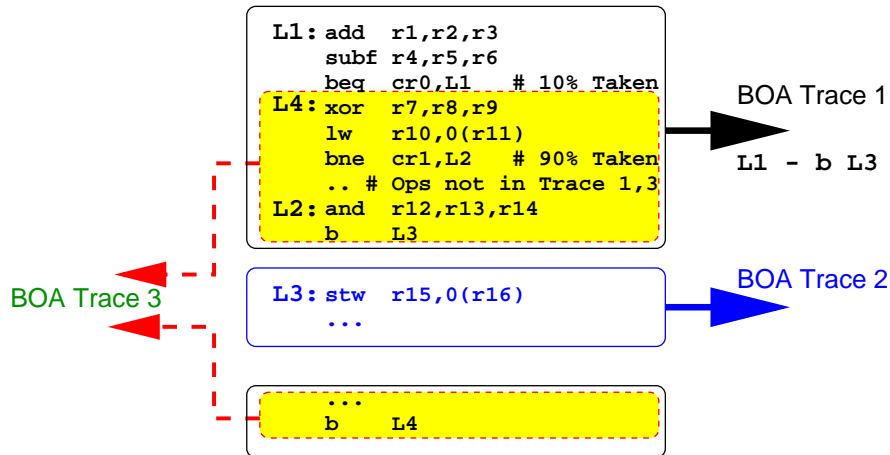 L1: add r1,r2,r3
subf r4,r5,r6
beq cr0,L1 # 10% Taken
L4: xor r7,r8,r9
lw r10,0(r11)
bne cr1,L2 # 90% Taken
.. # Ops not in Trace 1,3
L2: and r12,r13,r14
b L3
BOA Trace 1
L1 - b L3
L3: stw r15,0(r16)
...
BOA Trace 2
BOA Trace 3
...
b L4